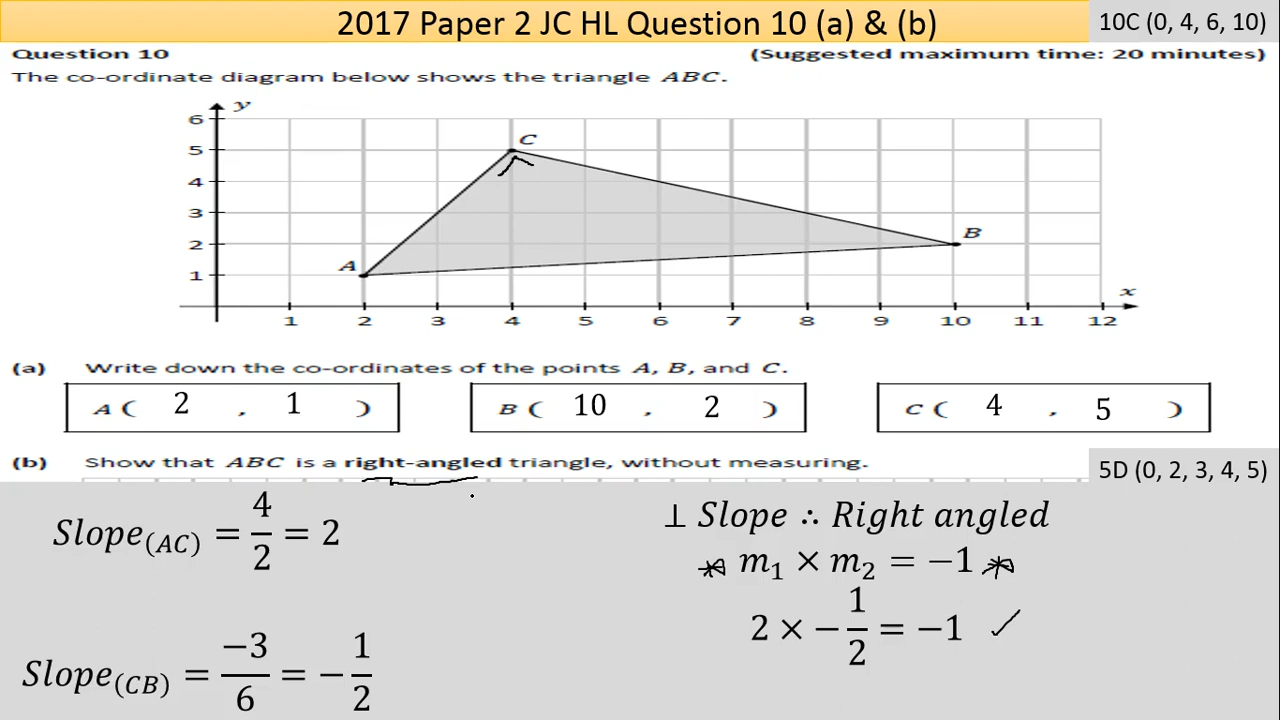 2017 Paper 2 JC HL Question 10 (a) & (b)
10C (0, 4, 6, 10)
Question 10 (Suggested maximum time: 20 minutes)
The co-ordinate diagram below shows the triangle ABC.
y
6
5
4
3
2
1
C
B
A
x
1 2 3 4 5 6 7 8 9 10 11 12
(a) Write down the co-ordinates of the points A, B, and C.
A ( 2 , 1 ) B ( 10 , 2 ) C ( 4 , 5 )
(b) Show that ABC is a right-angled triangle, without measuring.
5D (0, 2, 3, 4, 5)
Slope(AC) = 4/2 = 2
Slope(CB) = −3/6 = −1/2
⊥ Slope ∴ Right angled
* m₁ × m₂ = −1 *
2 × −1/2 = −1 ✓